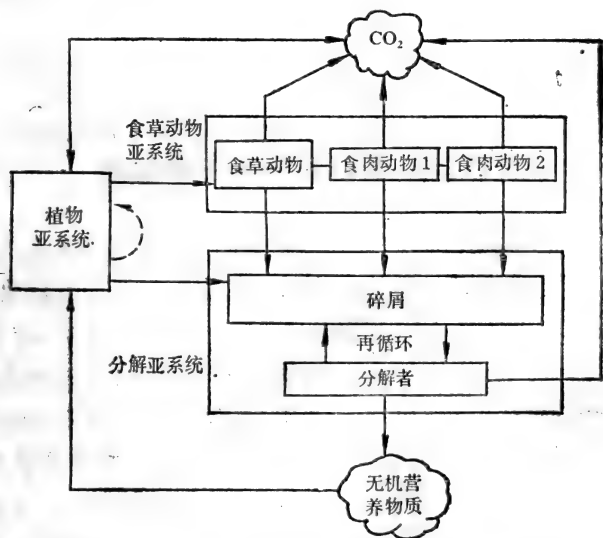 CO₂
食草动物
亚系统
食草动物
食肉动物1
食肉动物2
植物
亚系统
碎屑
再循环
分解亚系统
分解者
无机营
养物质